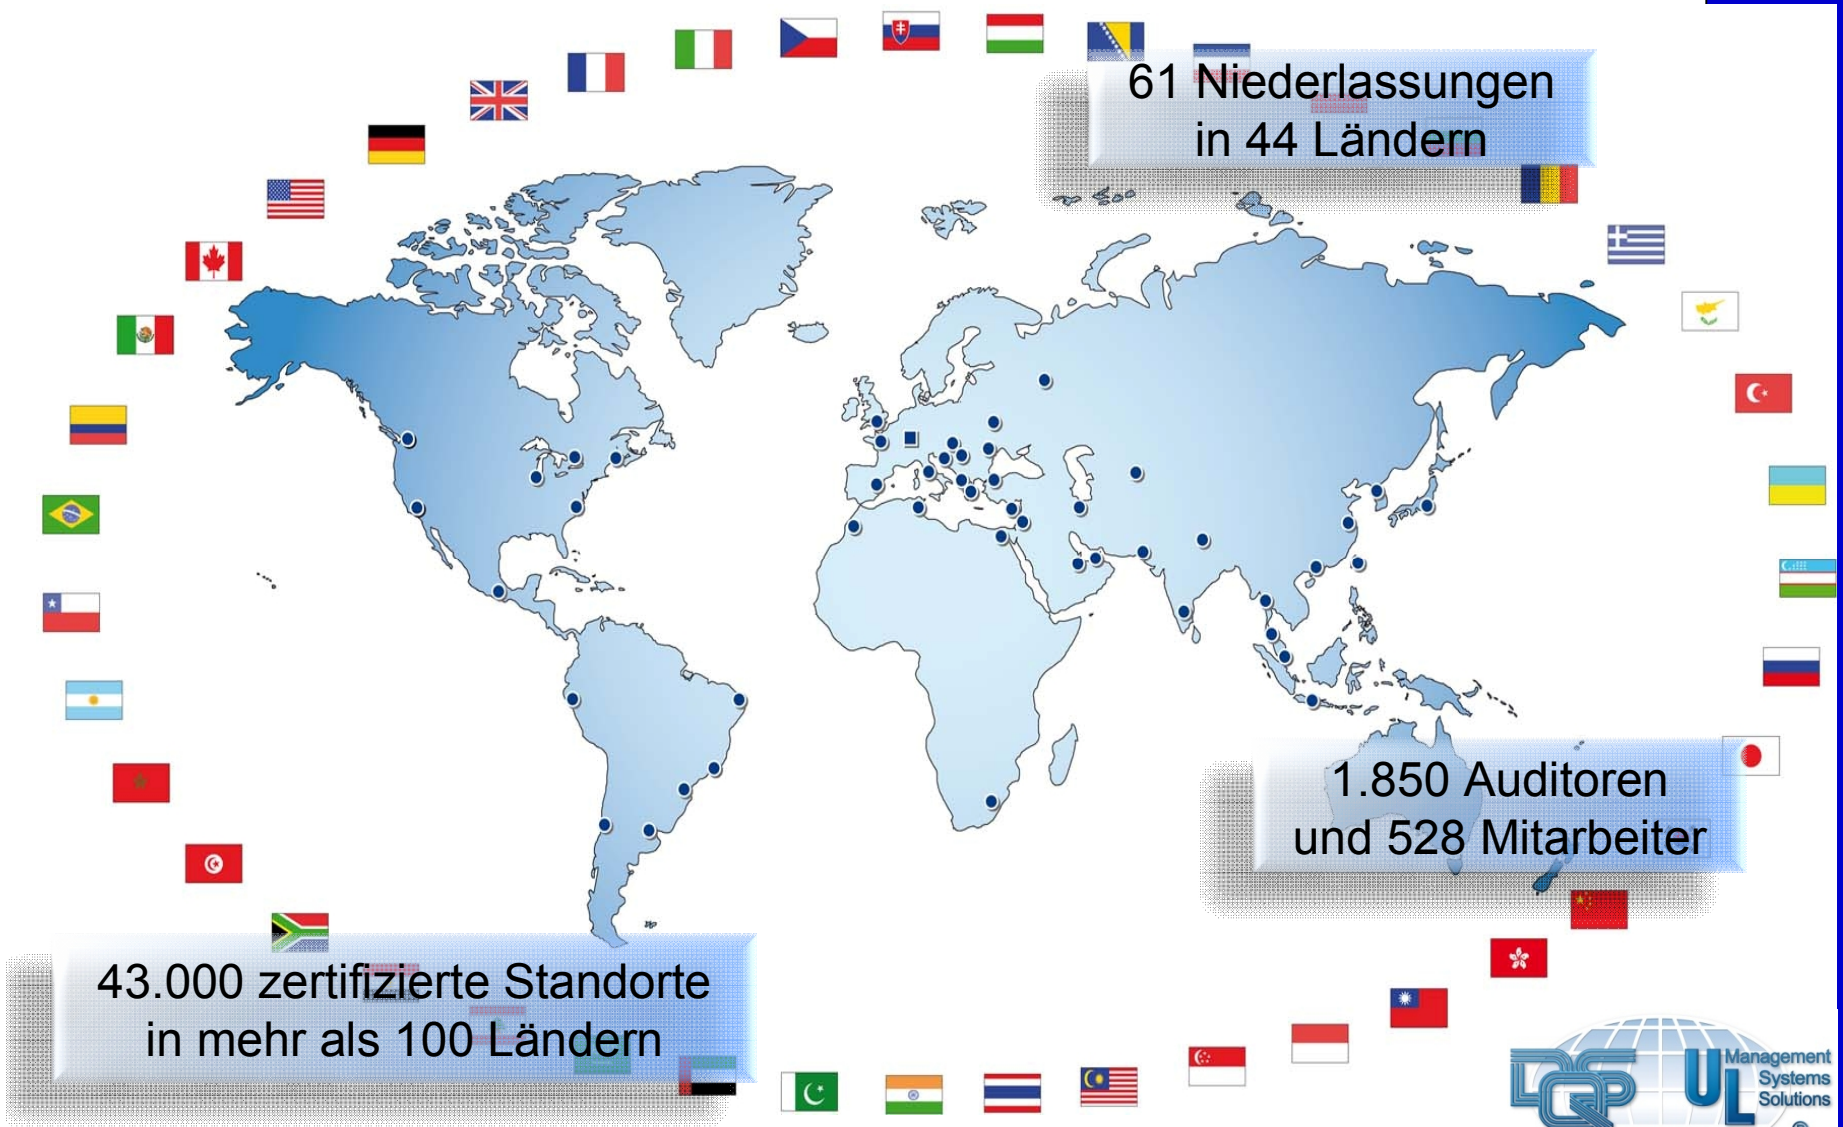 61 Niederlassungen
in 44 Ländern
1.850 Auditoren
und 528 Mitarbeiter
43.000 zertifizierte Standorte
in mehr als 100 Ländern
DQS
UL
Management
Systems
Solutions
®